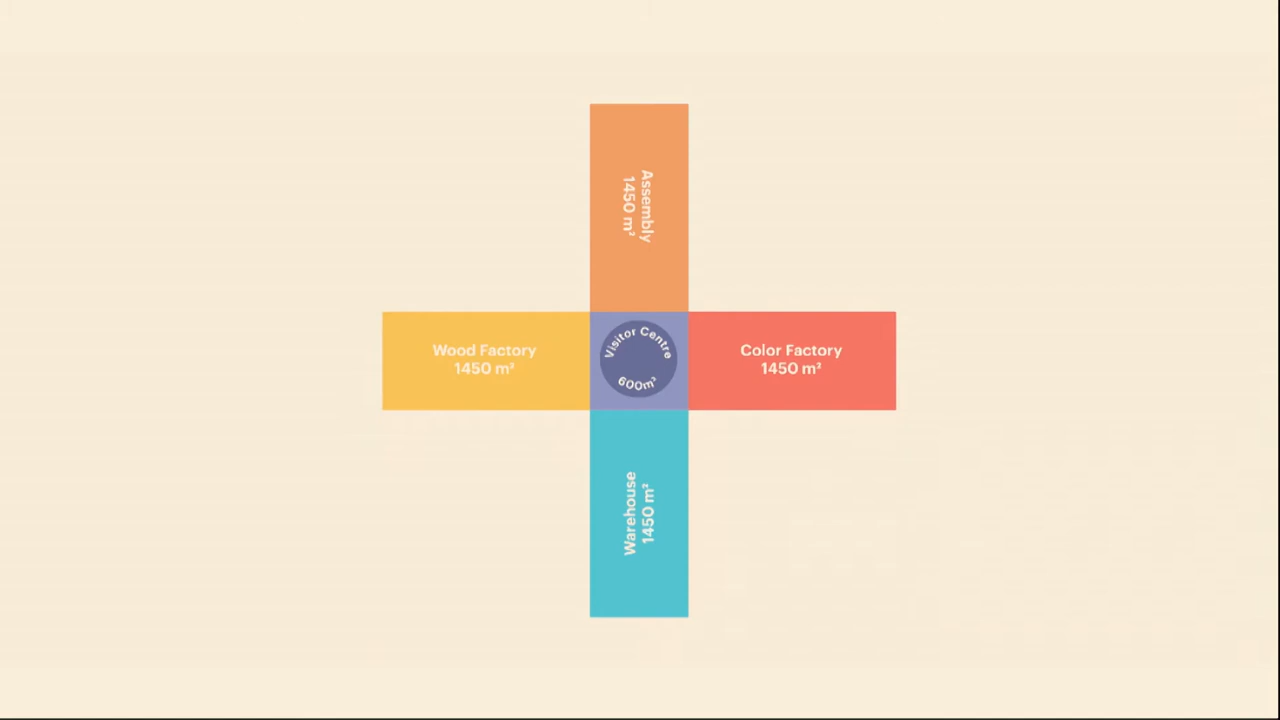 Assembly
1450 m²
Wood Factory
1450 m²
Visitor Centre
600m²
Color Factory
1450 m²
Warehouse
1450 m²